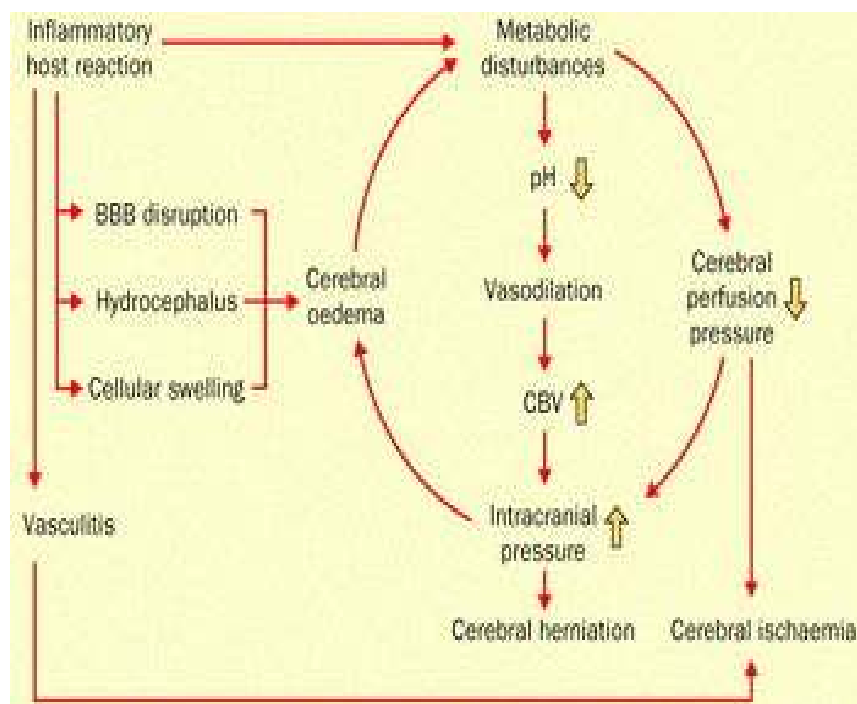 Inflammatory
host reaction
Metabolic
disturbances
pH
BBB disruption
Cerebral
oedema
Vasodilation
Cerebral
perfusion
pressure
Hydrocephalus
Cellular swelling
CBV
Vasculitis
Intracranial
pressure
Cerebral herniation
Cerebral ischaemia